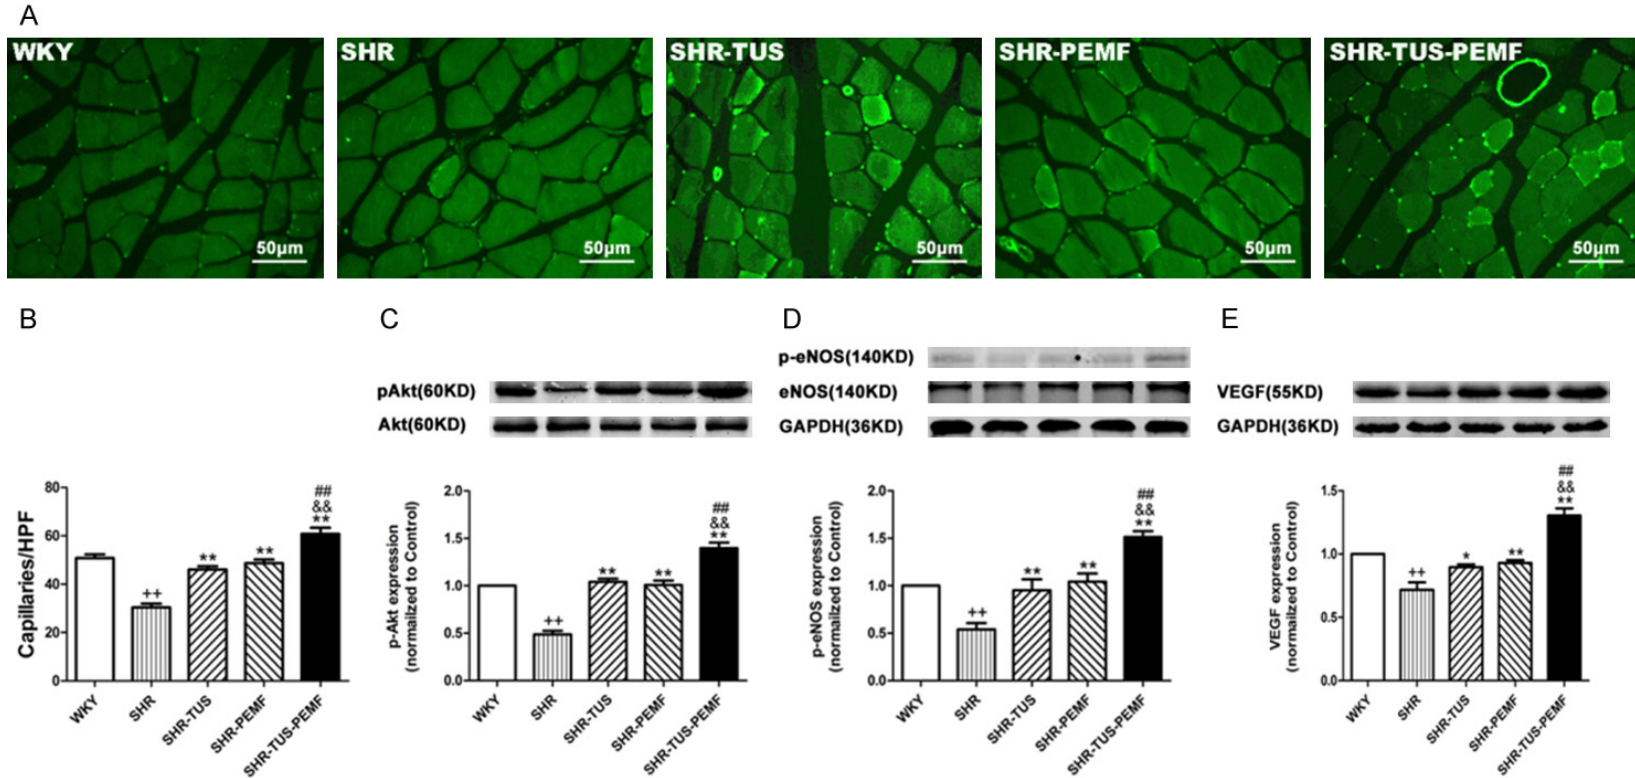 A
WKY
SHR
SHR-TUS
SHR-PEMF
SHR-TUS-PEMF
50μm
50μm
50μm
50μm
50μm
B
C
D
E
pAkt(60KD)
Akt(60KD)
p-eNOS(140KD)
eNOS(140KD)
GAPDH(36KD)
VEGF(55KD)
GAPDH(36KD)
Capillaries/HPF
80
60
40
20
0
++
**
**
##
&&
**
WKY
SHR
SHR-TUS
SHR-PEMF
SHR-TUS-PEMF
p-Akt expression
(normailzed to Control)
2.0
1.5
1.0
0.5
0.0
++
**
**
##
&&
**
WKY
SHR
SHR-TUS
SHR-PEMF
SHR-TUS-PEMF
p-eNOS expression
(normailzed to Control)
2.0
1.5
1.0
0.5
0.0
++
**
**
##
&&
**
WKY
SHR
SHR-TUS
SHR-PEMF
SHR-TUS-PEMF
VEGF expression
(normailzed to Control)
1.5
1.0
0.5
0.0
++
*
**
##
&&
**
WKY
SHR
SHR-TUS
SHR-PEMF
SHR-TUS-PEMF